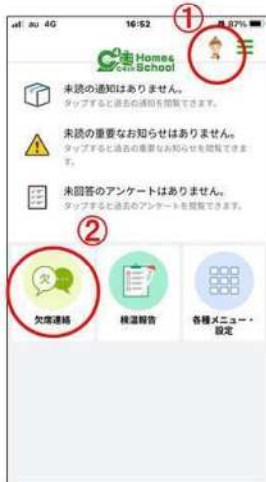 ①
au 4G 16:52 87%
C4th Home& School
未読の通知はありません。
タップすると過去の通知を閲覧できます。
未読の重要なお知らせはありません。
タップすると過去の重要なお知らせを閲覧できます。
未回答のアンケートはありません。
タップすると過去のアンケートを閲覧できます。
②
欠
欠席連絡
検温報告
各種メニュー・
設定